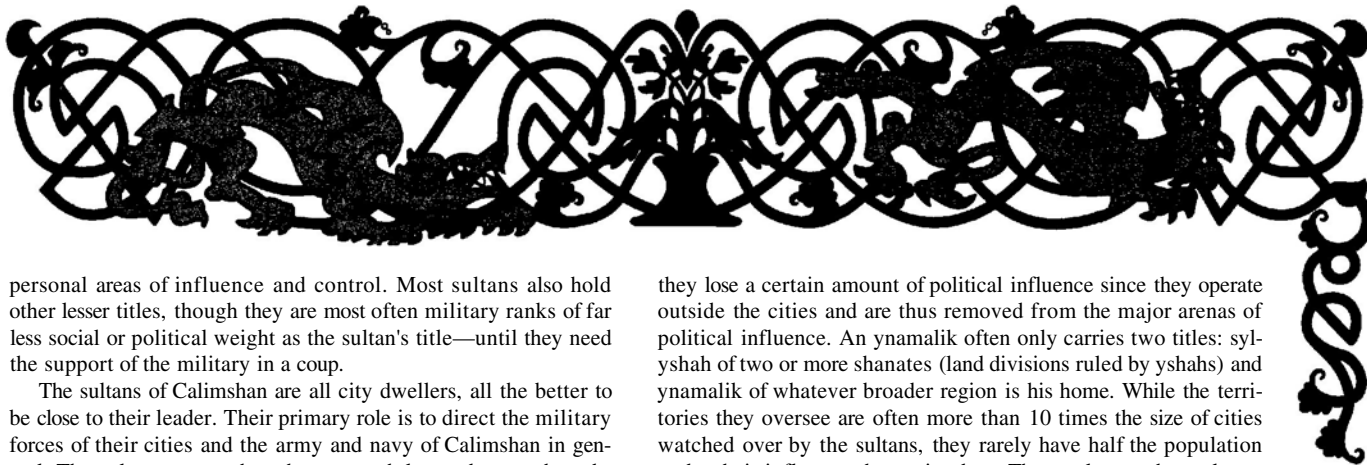 personal areas of influence and control. Most sultans also hold
other lesser titles, though they are most often military ranks of far
less social or political weight as the sultan's title—until they need
the support of the military in a coup.
The sultans of Calimshan are all city dwellers, all the better to
be close to their leader. Their primary role is to direct the military
forces of their cities and the army and navy of Calimshan in gen-
they lose a certain amount of political influence since they operate
outside the cities and are thus removed from the major arenas of
political influence. An ynamalik often only carries two titles: syl-
yshah of two or more shanates (land divisions ruled by yshahs) and
ynamalik of whatever broader region is his home. While the terri-
tories they oversee are often more than 10 times the size of cities
watched over by the sultans, they rarely have half the population